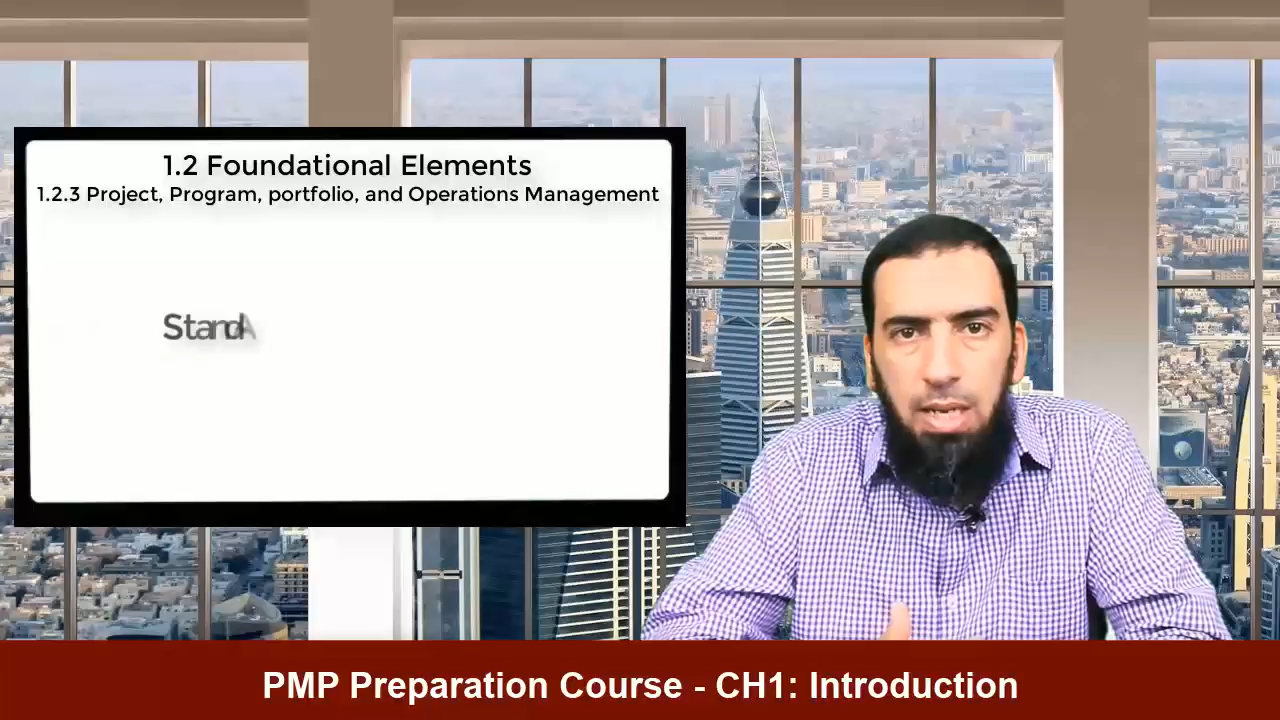 1.2 Foundational Elements
1.2.3 Project, Program, portfolio, and Operations Management
PMP Preparation Course - CH1: Introduction